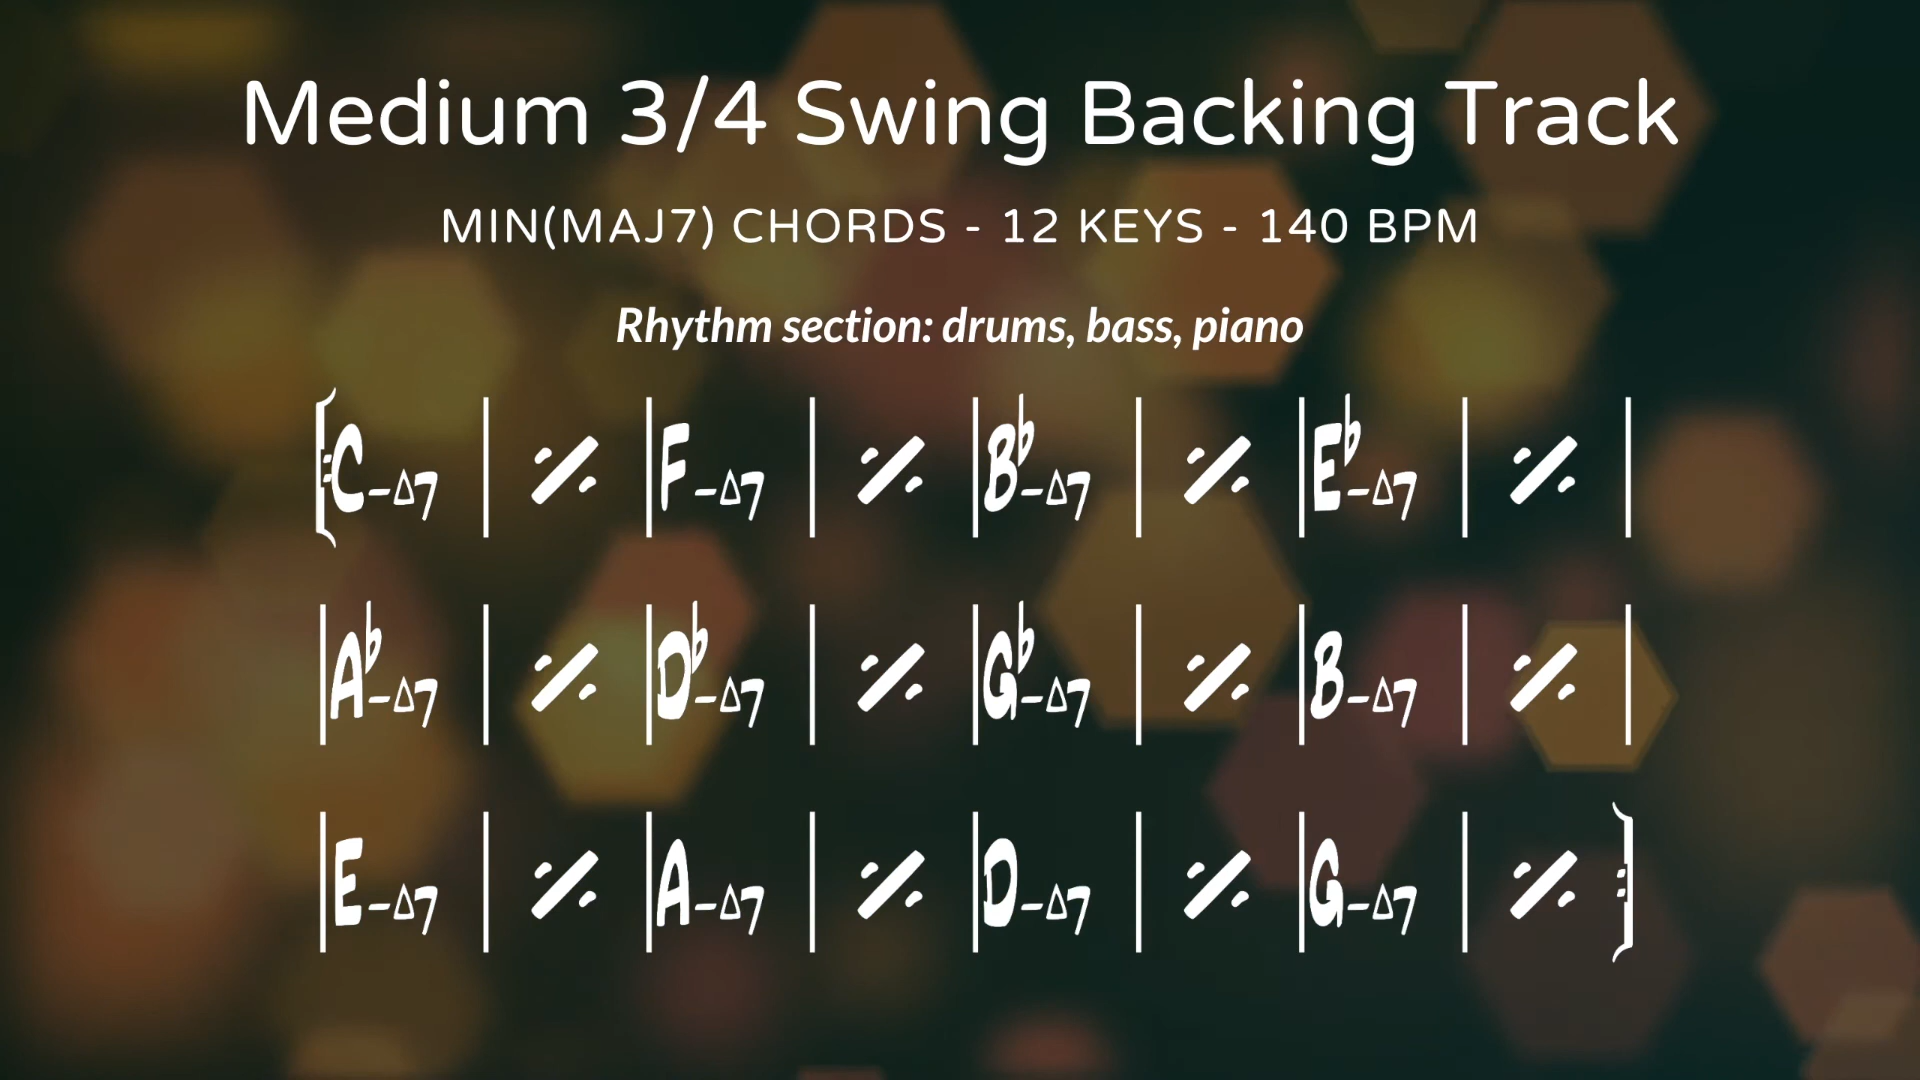 Medium 3/4 Swing Backing Track
MIN(MAJ7) CHORDS - 12 KEYS - 140 BPM
Rhythm section: drums, bass, piano
C–Δ7 | 𝄎 | F–Δ7 | 𝄎 | B♭–Δ7 | 𝄎 | E♭–Δ7 | 𝄎 |
| A♭–Δ7 | 𝄎 | D♭–Δ7 | 𝄎 | G♭–Δ7 | 𝄎 | B–Δ7 | 𝄎 |
| E–Δ7 | 𝄎 | A–Δ7 | 𝄎 | D–Δ7 | 𝄎 | G–Δ7 | 𝄎